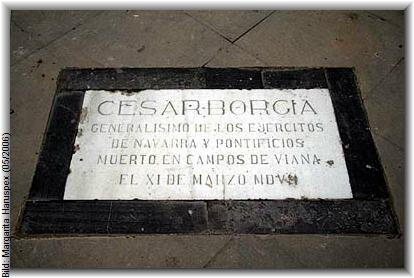 CESAR·BORGIA
GENERALISIMO DE LOS EJERCITOS
DE NAVARRA Y PONTIFICIOS
MUERTO EN CAMPOS DE VIANA
EL XI DE MARZO MDVII
Bild: Margarita Hanapex (05/2006)